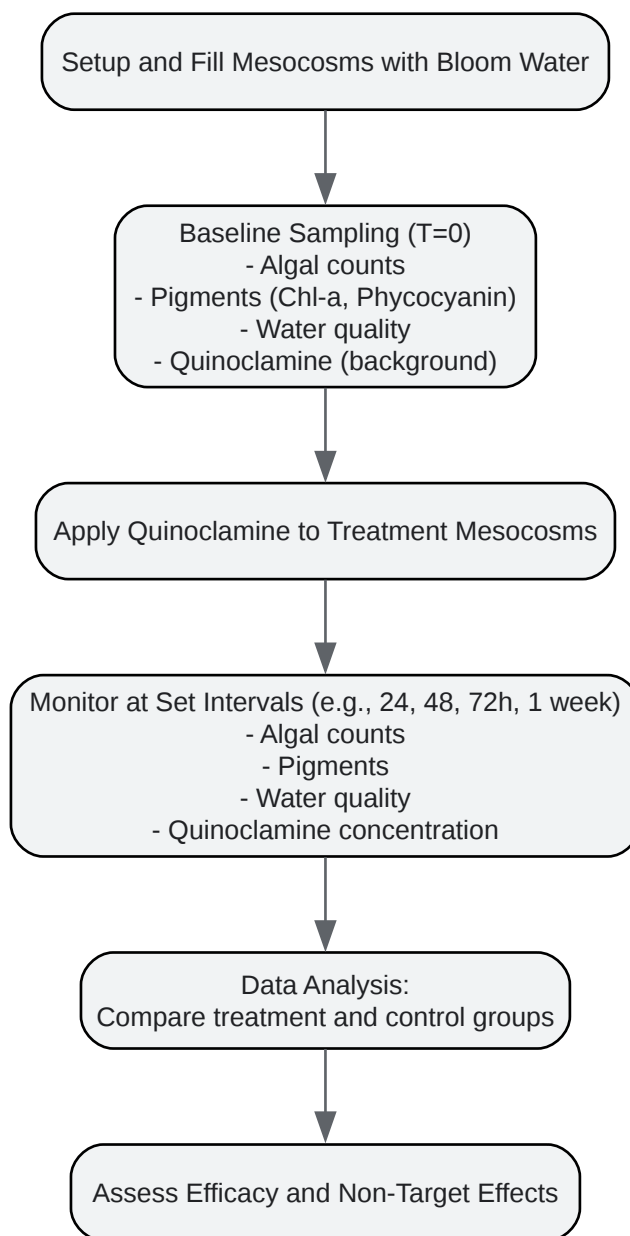 Setup and Fill Mesocosms with Bloom Water
Baseline Sampling (T=0)
- Algal counts
- Pigments (Chl-a, Phycocyanin)
- Water quality
- Quinoclamine (background)
Apply Quinoclamine to Treatment Mesocosms
Monitor at Set Intervals (e.g., 24, 48, 72h, 1 week)
- Algal counts
- Pigments
- Water quality
- Quinoclamine concentration
Data Analysis:
Compare treatment and control groups
Assess Efficacy and Non-Target Effects